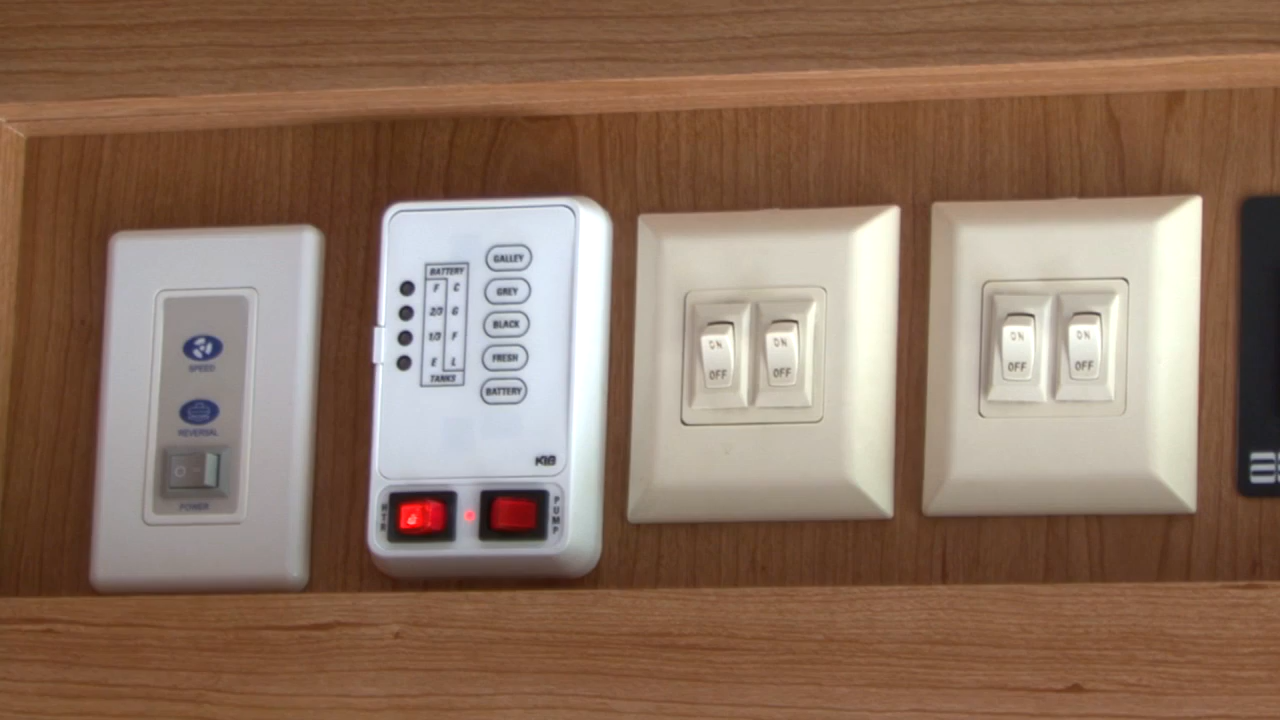 SPEED
REVERSAL
POWER
BATTERY
F C
2/3 G
1/3 F
E L
TANKS
GALLEY
GREY
BLACK
FRESH
BATTERY
KIB
HTR
PUMP
ON
OFF
ON
OFF
ON
OFF
ON
OFF